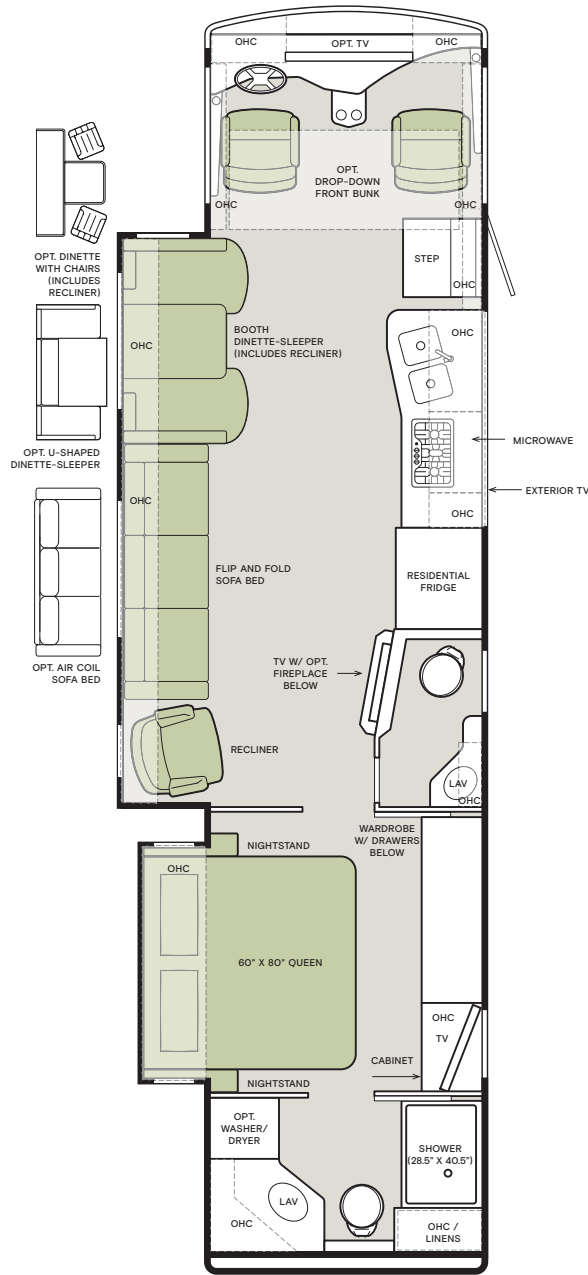 OHC
OPT. TV
OHC
OPT.
DROP-DOWN
FRONT BUNK
OHC
OHC
OPT. DINETTE
WITH CHAIRS
(INCLUDES
RECLINER)
STEP
OHC
BOOTH
DINETTE-SLEEPER
(INCLUDES RECLINER)
OHC
OHC
OPT. U-SHAPED
DINETTE-SLEEPER
MICROWAVE
EXTERIOR TV
OHC
OHC
FLIP AND FOLD
SOFA BED
RESIDENTIAL
FRIDGE
OPT. AIR COIL
SOFA BED
TV W/ OPT.
FIREPLACE
BELOW
RECLINER
LAV
OHC
WARDROBE
W/ DRAWERS
BELOW
NIGHTSTAND
OHC
60" X 80" QUEEN
OHC
TV
CABINET
NIGHTSTAND
OPT.
WASHER/
DRYER
SHOWER
(28.5" X 40.5")
LAV
OHC
OHC /
LINENS